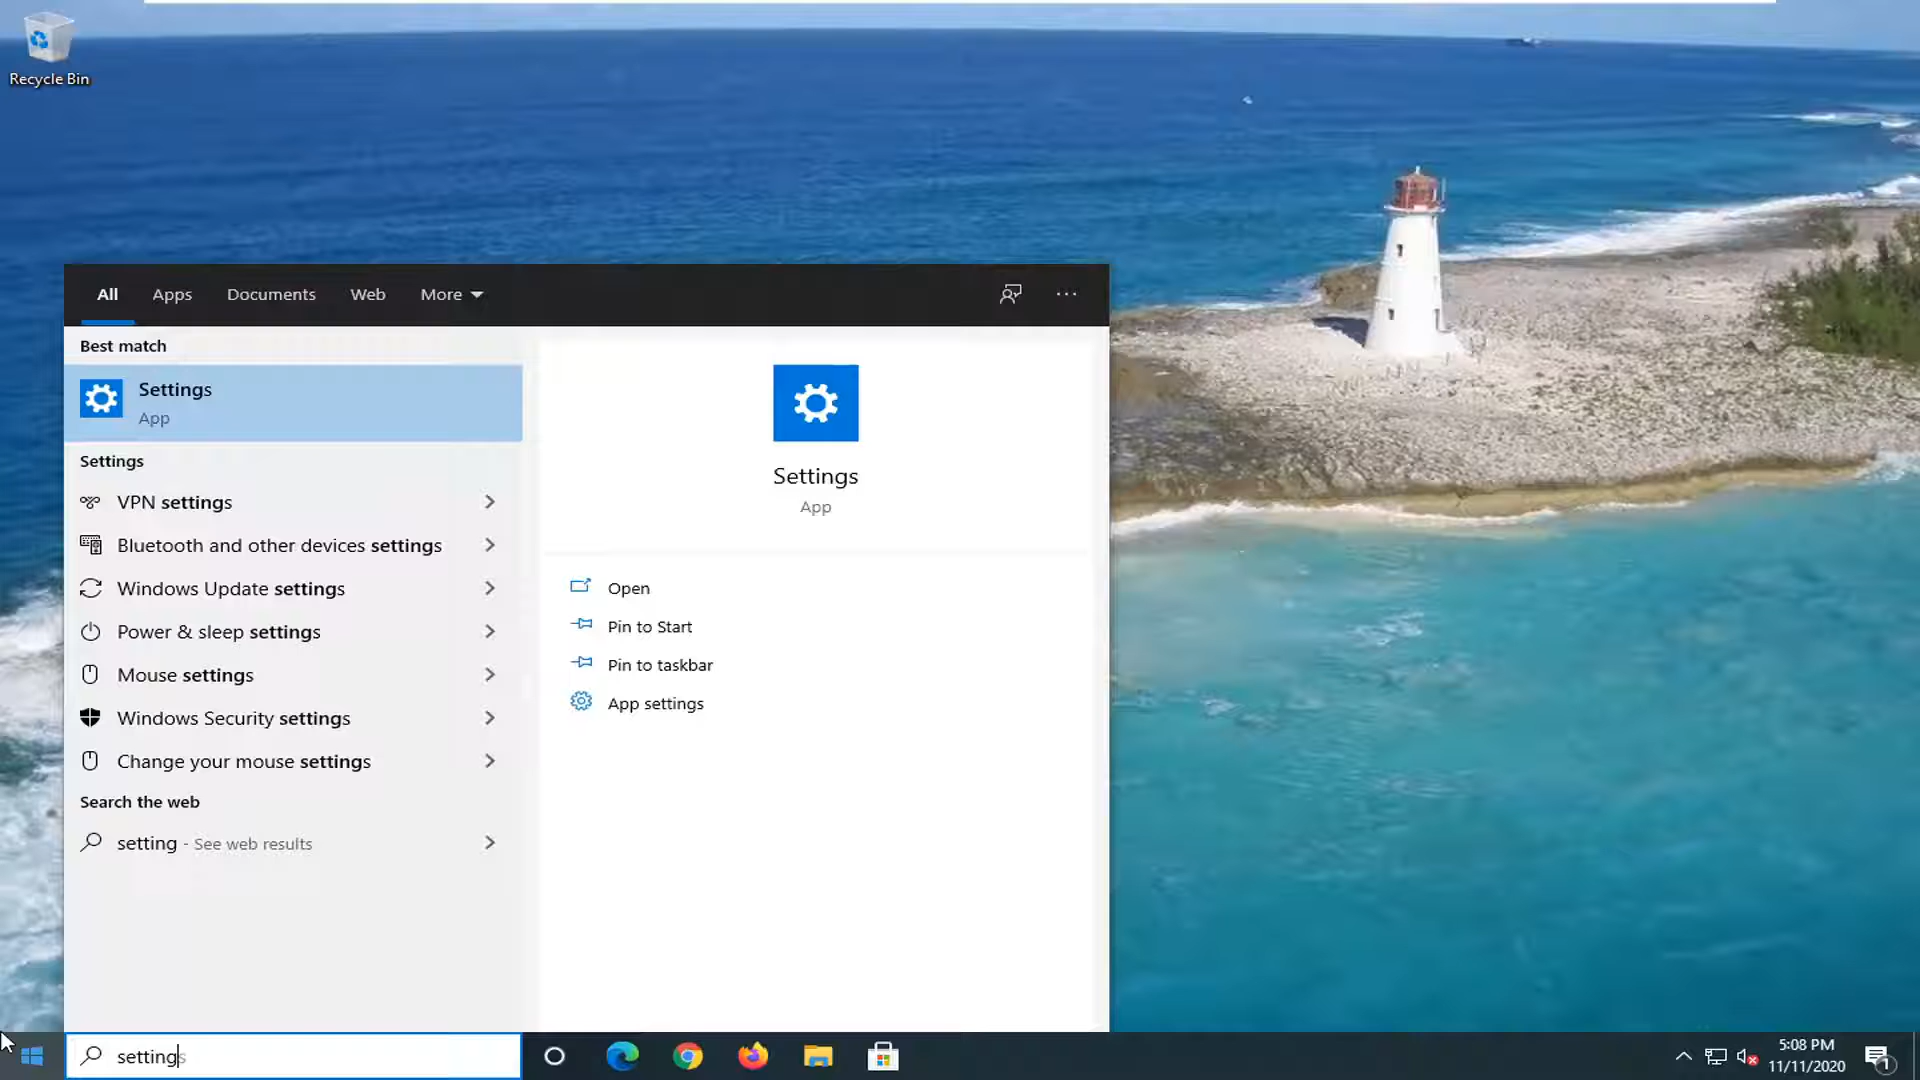 Recycle Bin
All Apps Documents Web More
Best match
Settings
App
Settings
VPN settings
Bluetooth and other devices settings
Windows Update settings
Power & sleep settings
Mouse settings
Windows Security settings
Change your mouse settings
Search the web
setting - See web results
Settings
App
Open
Pin to Start
Pin to taskbar
App settings
settings
5:08 PM
11/11/2020
1